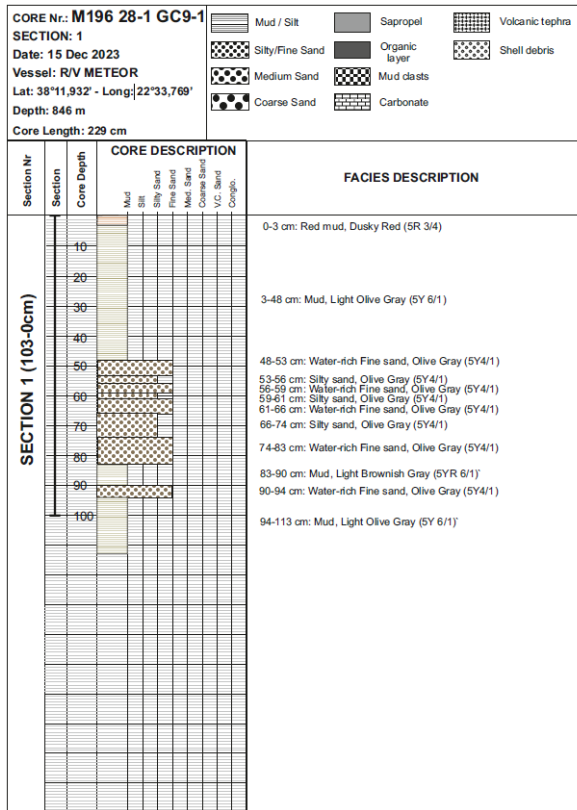 CORE Nr.: M196 28-1 GC9-1
SECTION: 1
Date: 15 Dec 2023
Vessel: R/V METEOR
Lat: 38°11,932' - Long: 22°33,769'
Depth: 846 m
Core Length: 229 cm
Mud / Silt
Silty/Fine Sand
Medium Sand
Coarse Sand
Sapropel
Organic layer
Mud clasts
Carbonate
Volcanic tephra
Shell debris
Section Nr
Section
Core Depth
CORE DESCRIPTION
Mud
Silt
Silty Sand
Fine Sand
Med. Sand
Coarse Sand
V.C. Sand
Conglo.
FACIES DESCRIPTION
SECTION 1 (103-0cm)
10
20
30
40
50
60
70
80
90
100
0-3 cm: Red mud, Dusky Red (5R 3/4)
3-48 cm: Mud, Light Olive Gray (5Y 6/1)
48-53 cm: Water-rich Fine sand, Olive Gray (5Y4/1)
53-56 cm: Silty sand, Olive Gray (5Y4/1)
56-59 cm: Water-rich Fine sand, Olive Gray (5Y4/1)
59-61 cm: Silty sand, Olive Gray (5Y4/1)
61-66 cm: Water-rich Fine sand, Olive Gray (5Y4/1)
66-74 cm: Silty sand, Olive Gray (5Y4/1)
74-83 cm: Water-rich Fine sand, Olive Gray (5Y4/1)
83-90 cm: Mud, Light Brownish Gray (5YR 6/1)`
90-94 cm: Water-rich Fine sand, Olive Gray (5Y4/1)
94-113 cm: Mud, Light Olive Gray (5Y 6/1)`